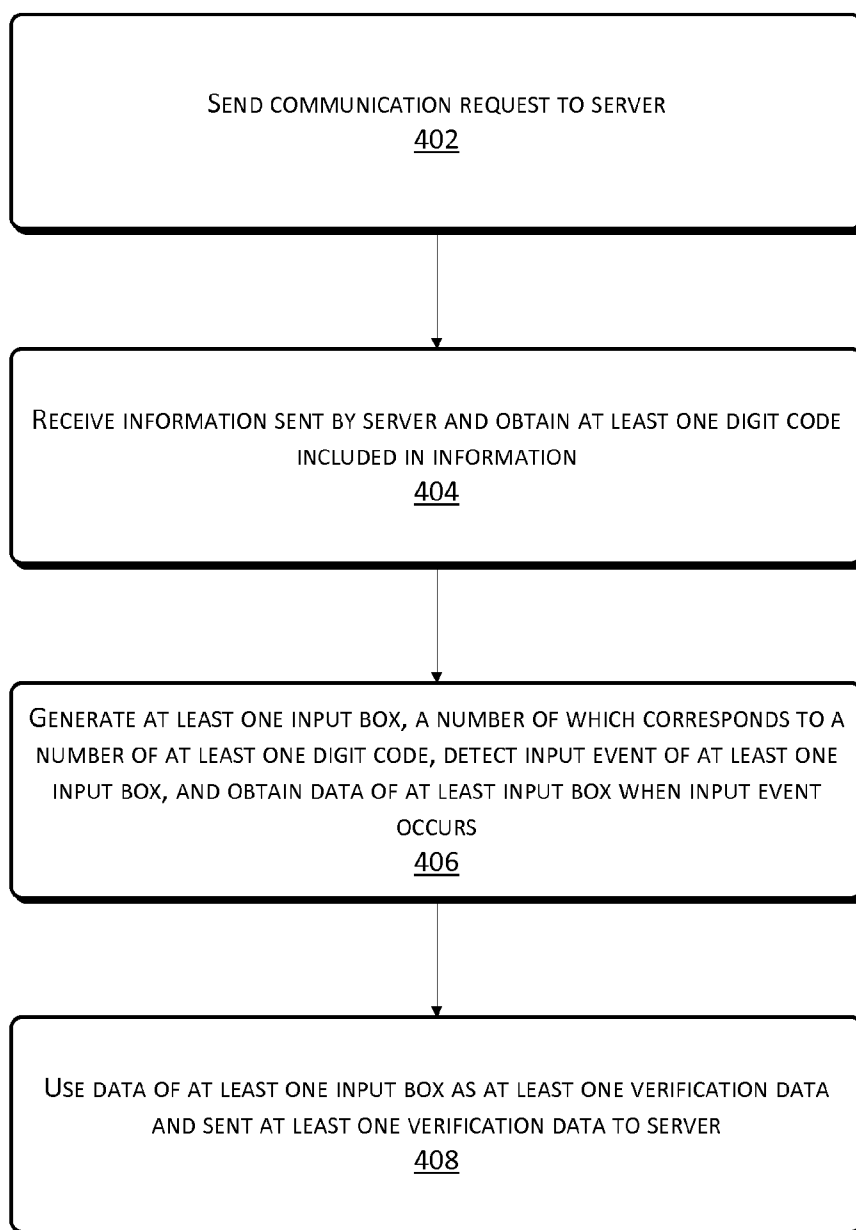 SEND COMMUNICATION REQUEST TO SERVER
402
RECEIVE INFORMATION SENT BY SERVER AND OBTAIN AT LEAST ONE DIGIT CODE
INCLUDED IN INFORMATION
404
GENERATE AT LEAST ONE INPUT BOX, A NUMBER OF WHICH CORRESPONDS TO A
NUMBER OF AT LEAST ONE DIGIT CODE, DETECT INPUT EVENT OF AT LEAST ONE
INPUT BOX, AND OBTAIN DATA OF AT LEAST INPUT BOX WHEN INPUT EVENT
OCCURS
406
USE DATA OF AT LEAST ONE INPUT BOX AS AT LEAST ONE VERIFICATION DATA
AND SENT AT LEAST ONE VERIFICATION DATA TO SERVER
408